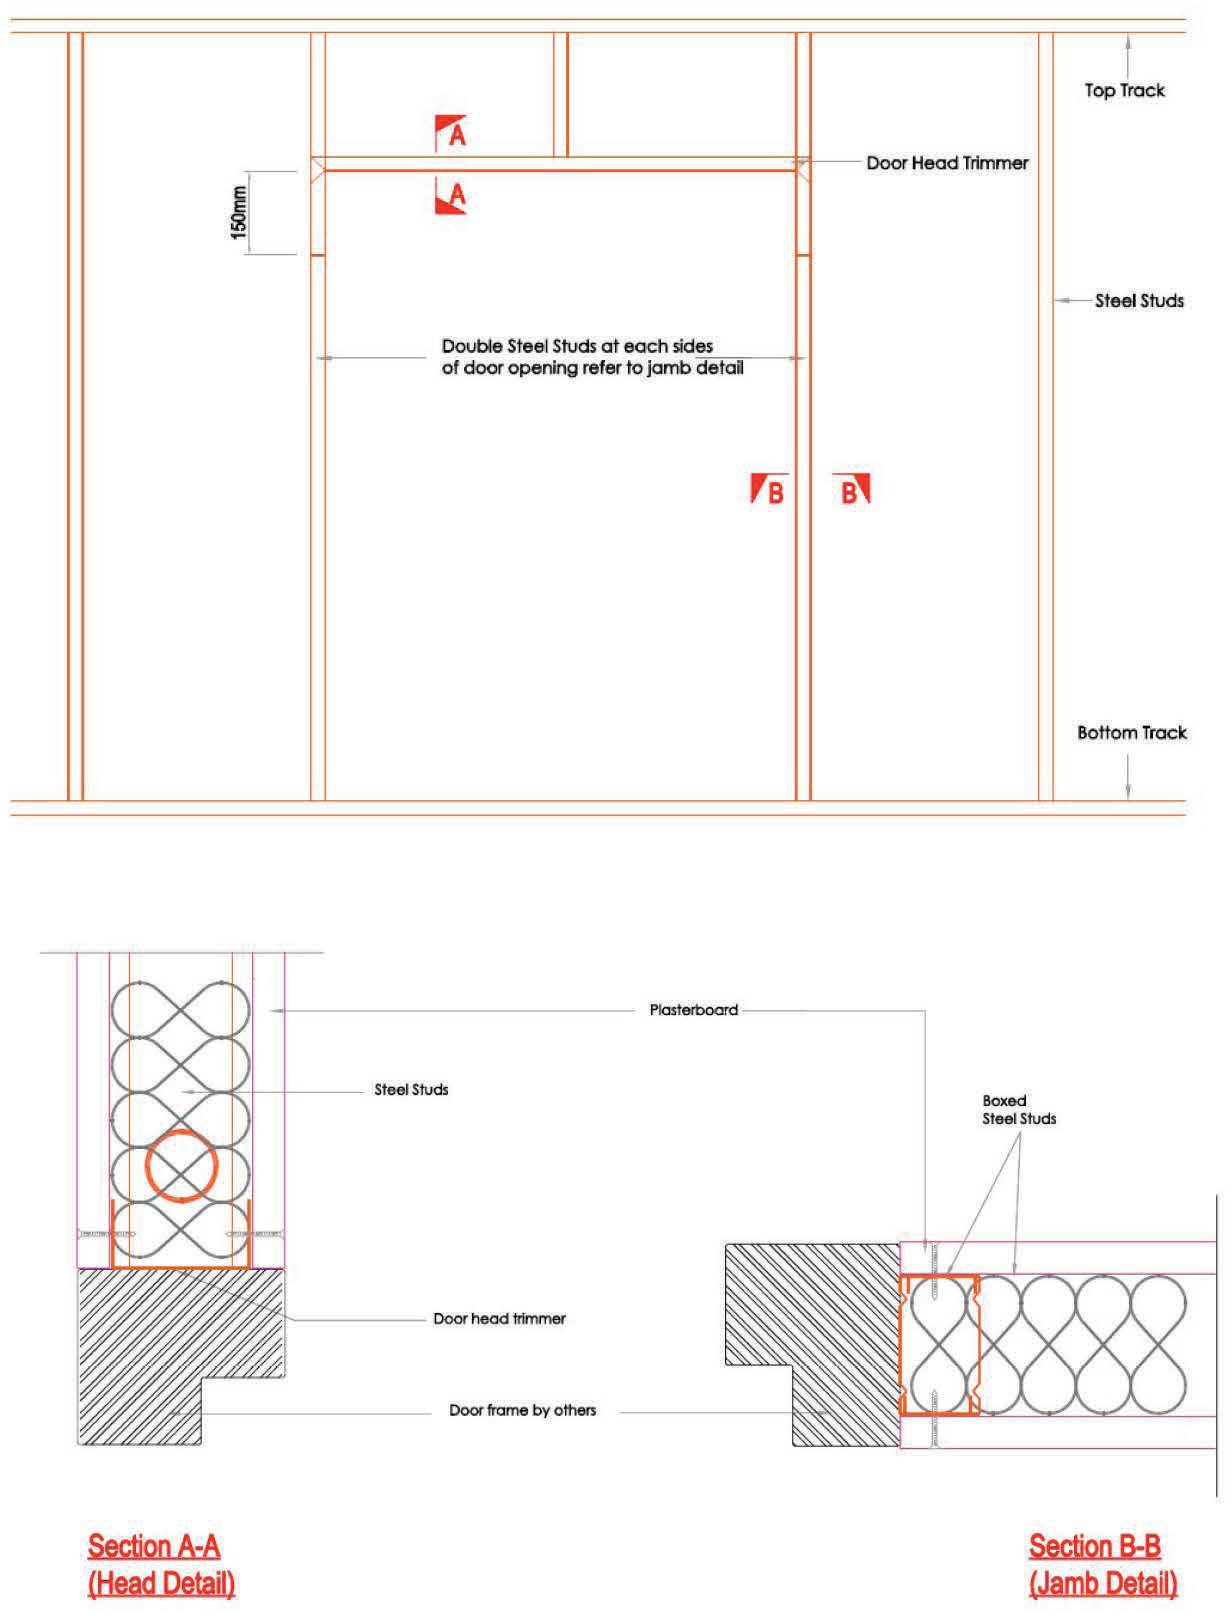 Top Track
A
Door Head Trimmer
A
150mm
Steel Studs
Double Steel Studs at each sides
of door opening refer to jamb detail
B
B
Bottom Track
Plasterboard
Steel Studs
Boxed
Steel Studs
Door head trimmer
Door frame by others
Section A-A
(Head Detail)
Section B-B
(Jamb Detail)